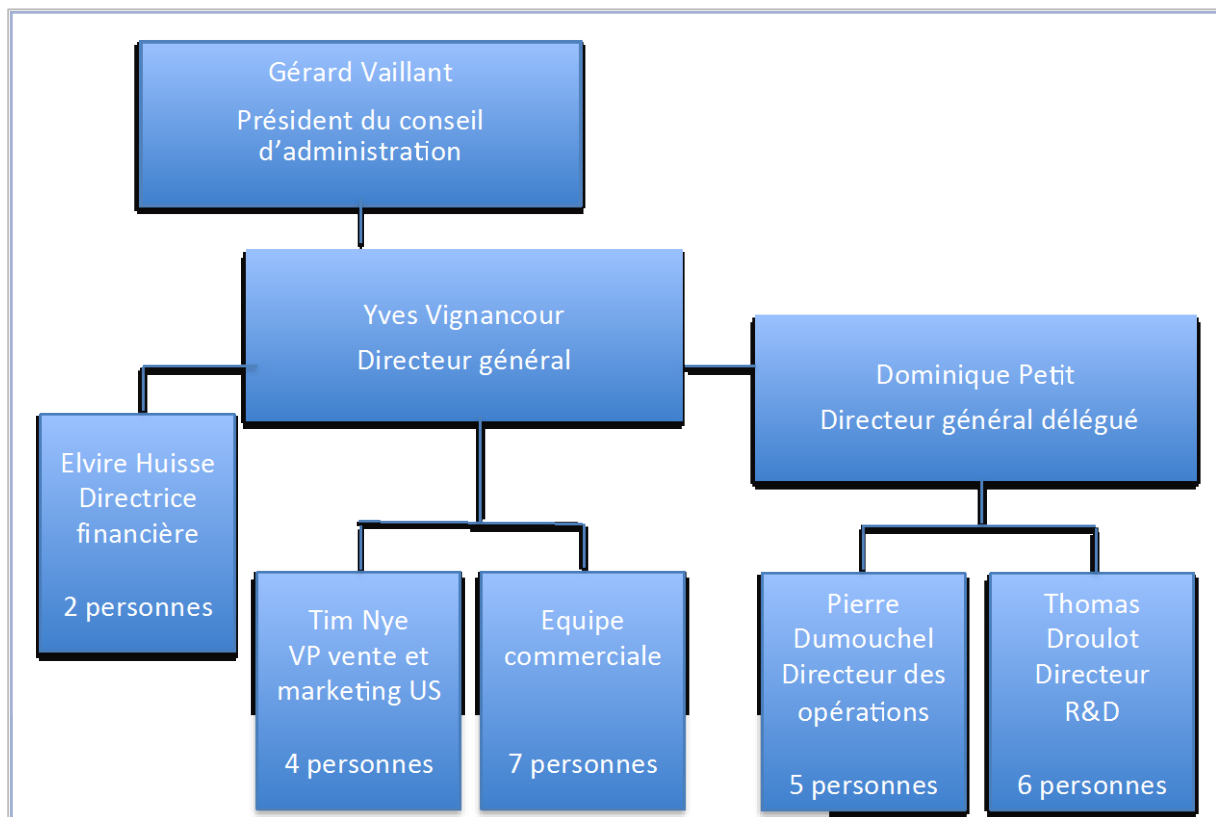 Gérard Vaillant
Président du conseil
d’administration
Yves Vignancour
Directeur général
Dominique Petit
Directeur général délégué
Elvire Huisse
Directrice
financière
2 personnes
Tim Nye
VP vente et
marketing US
4 personnes
Equipe
commerciale
7 personnes
Pierre
Dumouchel
Directeur des
opérations
5 personnes
Thomas
Droulot
Directeur
R&D
6 personnes